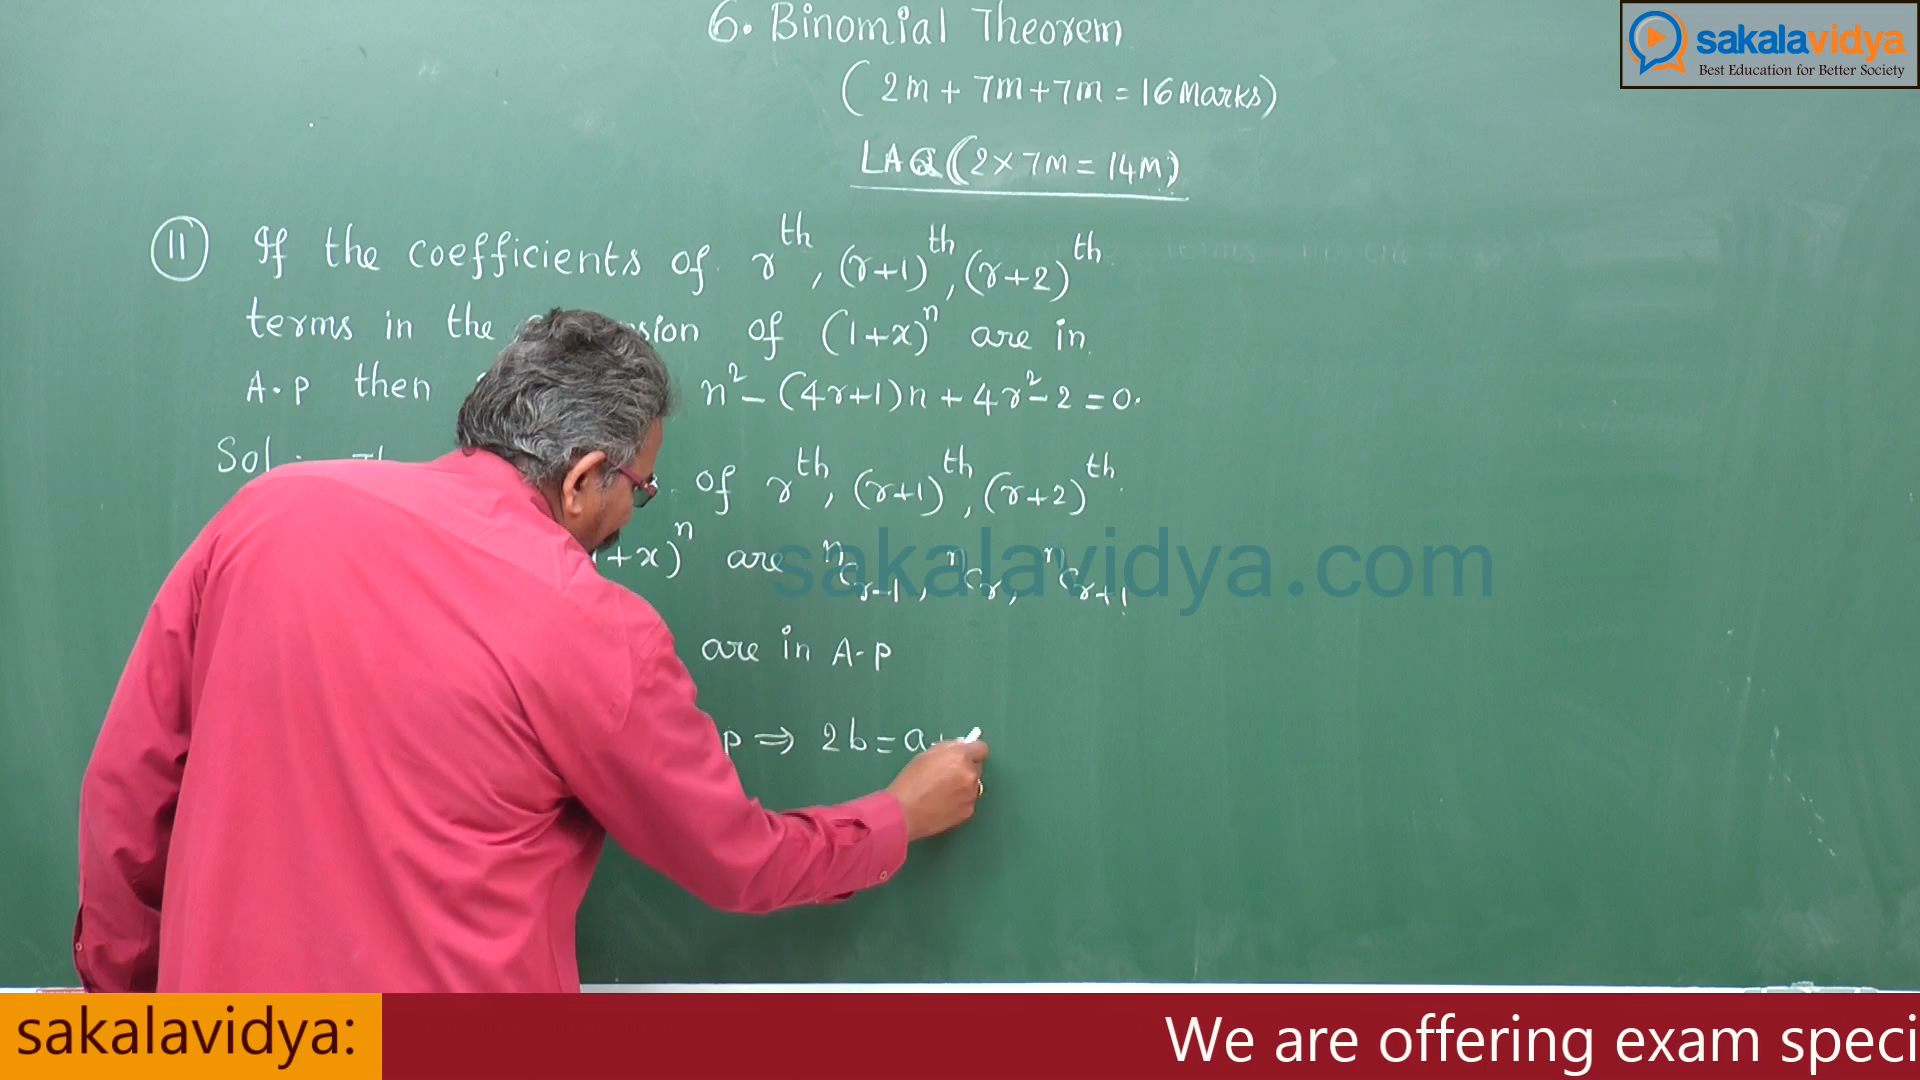 6. Binomial Theorem
(2m + 7m + 7m = 16 Marks)
LAQ (2 × 7M = 14M)
11 If the coefficients of r^th, (r+1)^th, (r+2)^th
terms in the of (1+x)^n are in
A.p then n² - (4r+1)n + 4r² - 2 = 0.
Sol: of r^th, (r+1)^th, (r+2)^th
+x)^n are nC_{r-1}, nC_r, nC_{r+1}
are in A.p
p ⇒ 2b = a+
sakalavidya
Best Education for Better Society
sakalavidya.com
sakalavidya:
We are offering exam speci